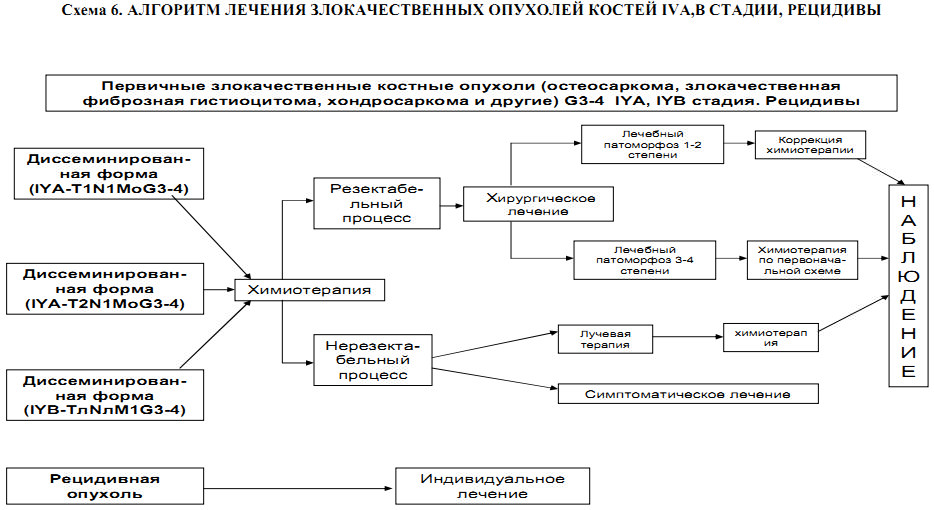 Схема 6. АЛГОРИТМ ЛЕЧЕНИЯ ЗЛОКАЧЕСТВЕННЫХ ОПУХОЛЕЙ КОСТЕЙ IVA,B СТАДИИ, РЕЦИДИВЫ
Первичные злокачественные костные опухоли (остеосаркома, злокачественная
фиброзная гистиоцитома, хондросаркома и другие) G3-4 IYA, IYB стадия. Рецидивы
Диссеминирован-
ная форма
(IYA-T1N1MoG3-4)
Диссеминирован-
ная форма
(IYA-T2N1MoG3-4)
Диссеминирован-
ная форма
(IYB-TлNлM1G3-4)
Химиотерапия
Резектабе-
льный
процесс
Нерезекта-
бельный
процесс
Хирургическое
лечение
Лечебный
патоморфоз 1-2
степени
Коррекция
химиотерапии
Лечебный
патоморфоз 3-4
степени
Химиотерапия
по первонача-
льной схеме
Лучевая
терапия
химиотерап
ия
Симптоматическое лечение
Н
А
Б
Л
Ю
Д
Е
Н
И
Е
Рецидивная
опухоль
Индивидуальное
лечение